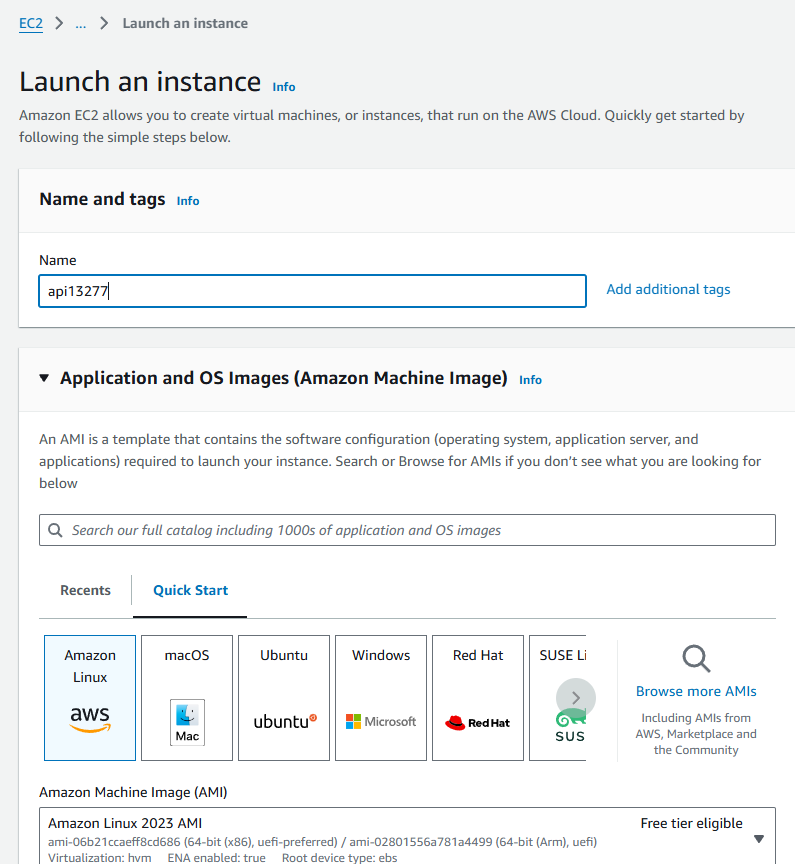 EC2 > ... > Launch an instance
Launch an instance Info
Amazon EC2 allows you to create virtual machines, or instances, that run on the AWS Cloud. Quickly get started by
following the simple steps below.
Name and tags Info
Name
api13277
Add additional tags
Application and OS Images (Amazon Machine Image) Info
An AMI is a template that contains the software configuration (operating system, application server, and
applications) required to launch your instance. Search or Browse for AMIs if you don’t see what you are looking for
below
Search our full catalog including 1000s of application and OS images
Recents
Quick Start
Amazon
Linux
aws
macOS
Mac
Ubuntu
ubuntu
Windows
Microsoft
Red Hat
Red Hat
SUSE Li
SUS
Browse more AMIs
Including AMIs from
AWS, Marketplace and
the Community
Amazon Machine Image (AMI)
Amazon Linux 2023 AMI
Free tier eligible
ami-06b21ccaeff8cd686 (64-bit (x86), uefi-preferred) / ami-02801556a781a4499 (64-bit (Arm), uefi)
Virtualization: hvm ENA enabled: true Root device type: ebs